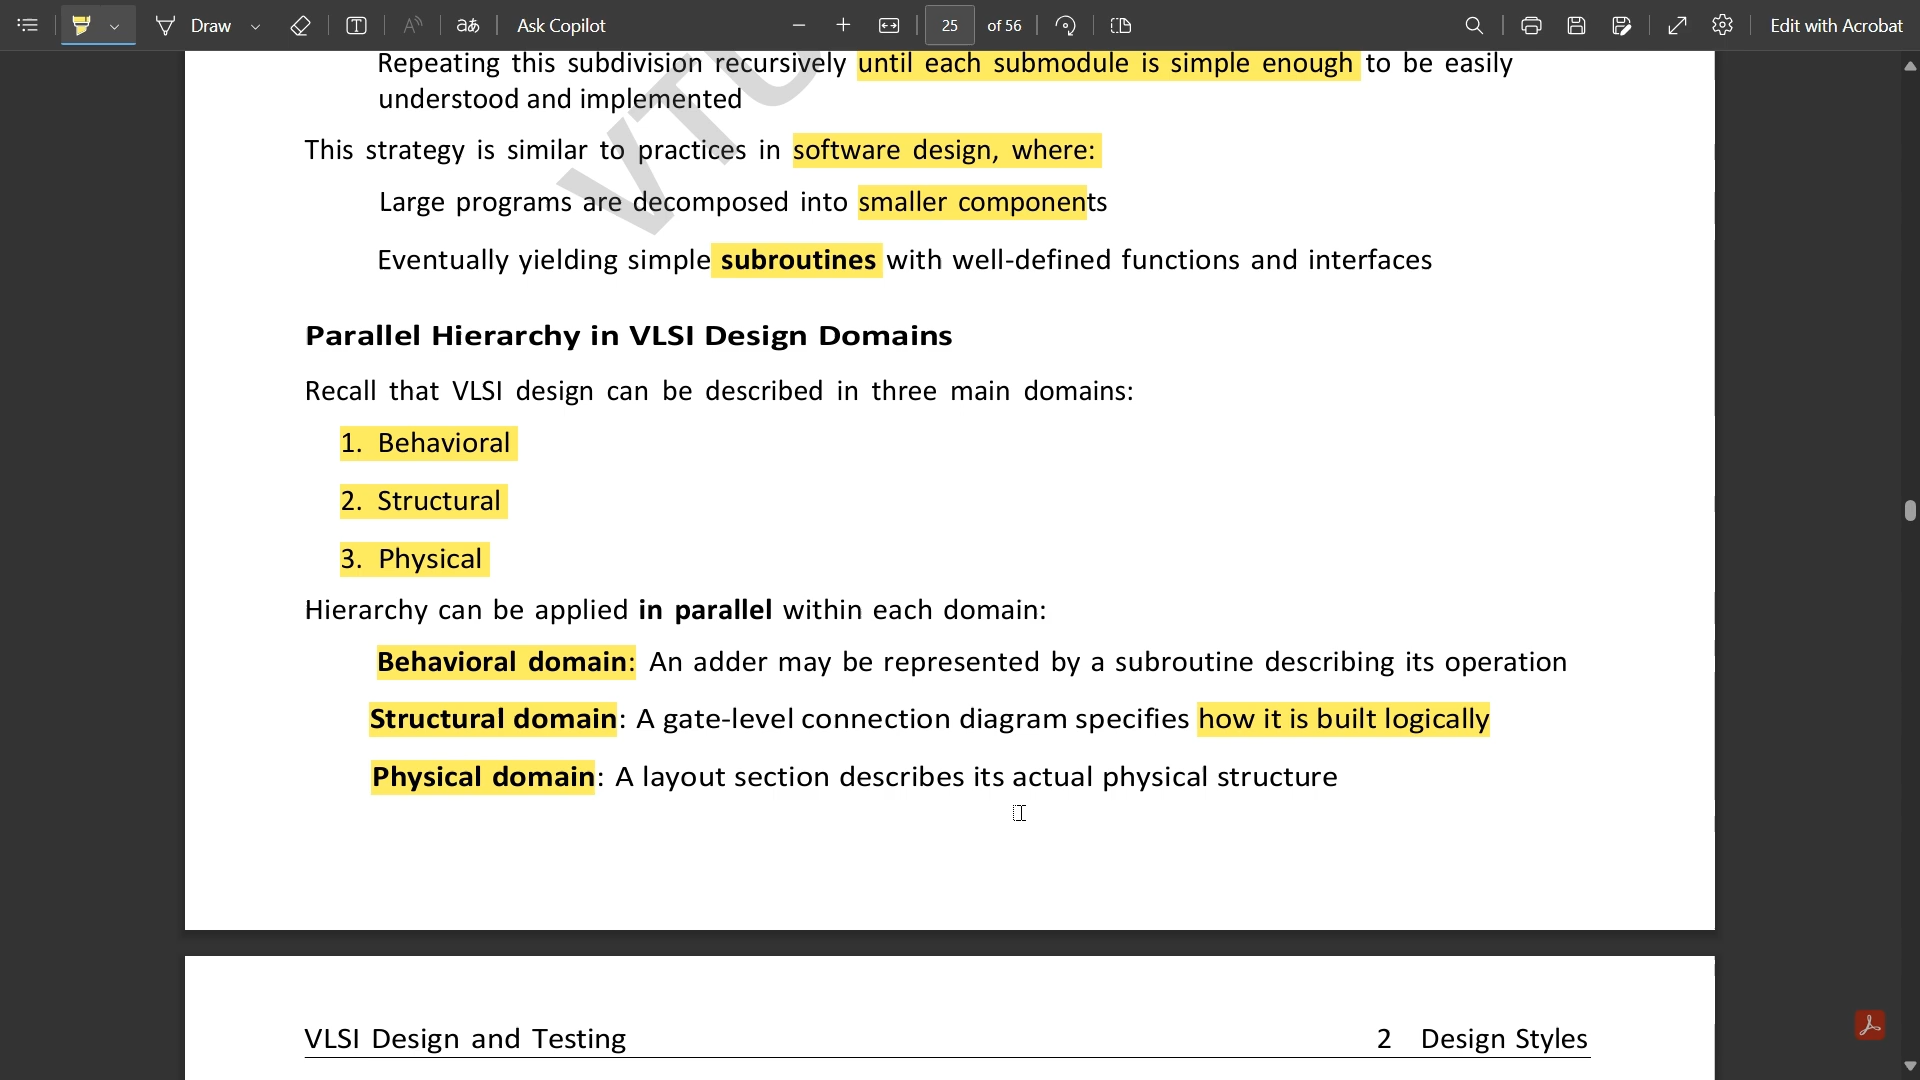 Draw
A
aあ
Ask Copilot
25
of 56
Edit with Acrobat
Repeating this subdivision recursively until each submodule is simple enough to be easily
understood and implemented
This strategy is similar to practices in software design, where:
Large programs are decomposed into smaller components
Eventually yielding simple subroutines with well-defined functions and interfaces
Parallel Hierarchy in VLSI Design Domains
Recall that VLSI design can be described in three main domains:
1. Behavioral
2. Structural
3. Physical
Hierarchy can be applied in parallel within each domain:
Behavioral domain: An adder may be represented by a subroutine describing its operation
Structural domain: A gate-level connection diagram specifies how it is built logically
Physical domain: A layout section describes its actual physical structure
VLSI Design and Testing
2 Design Styles
VTU